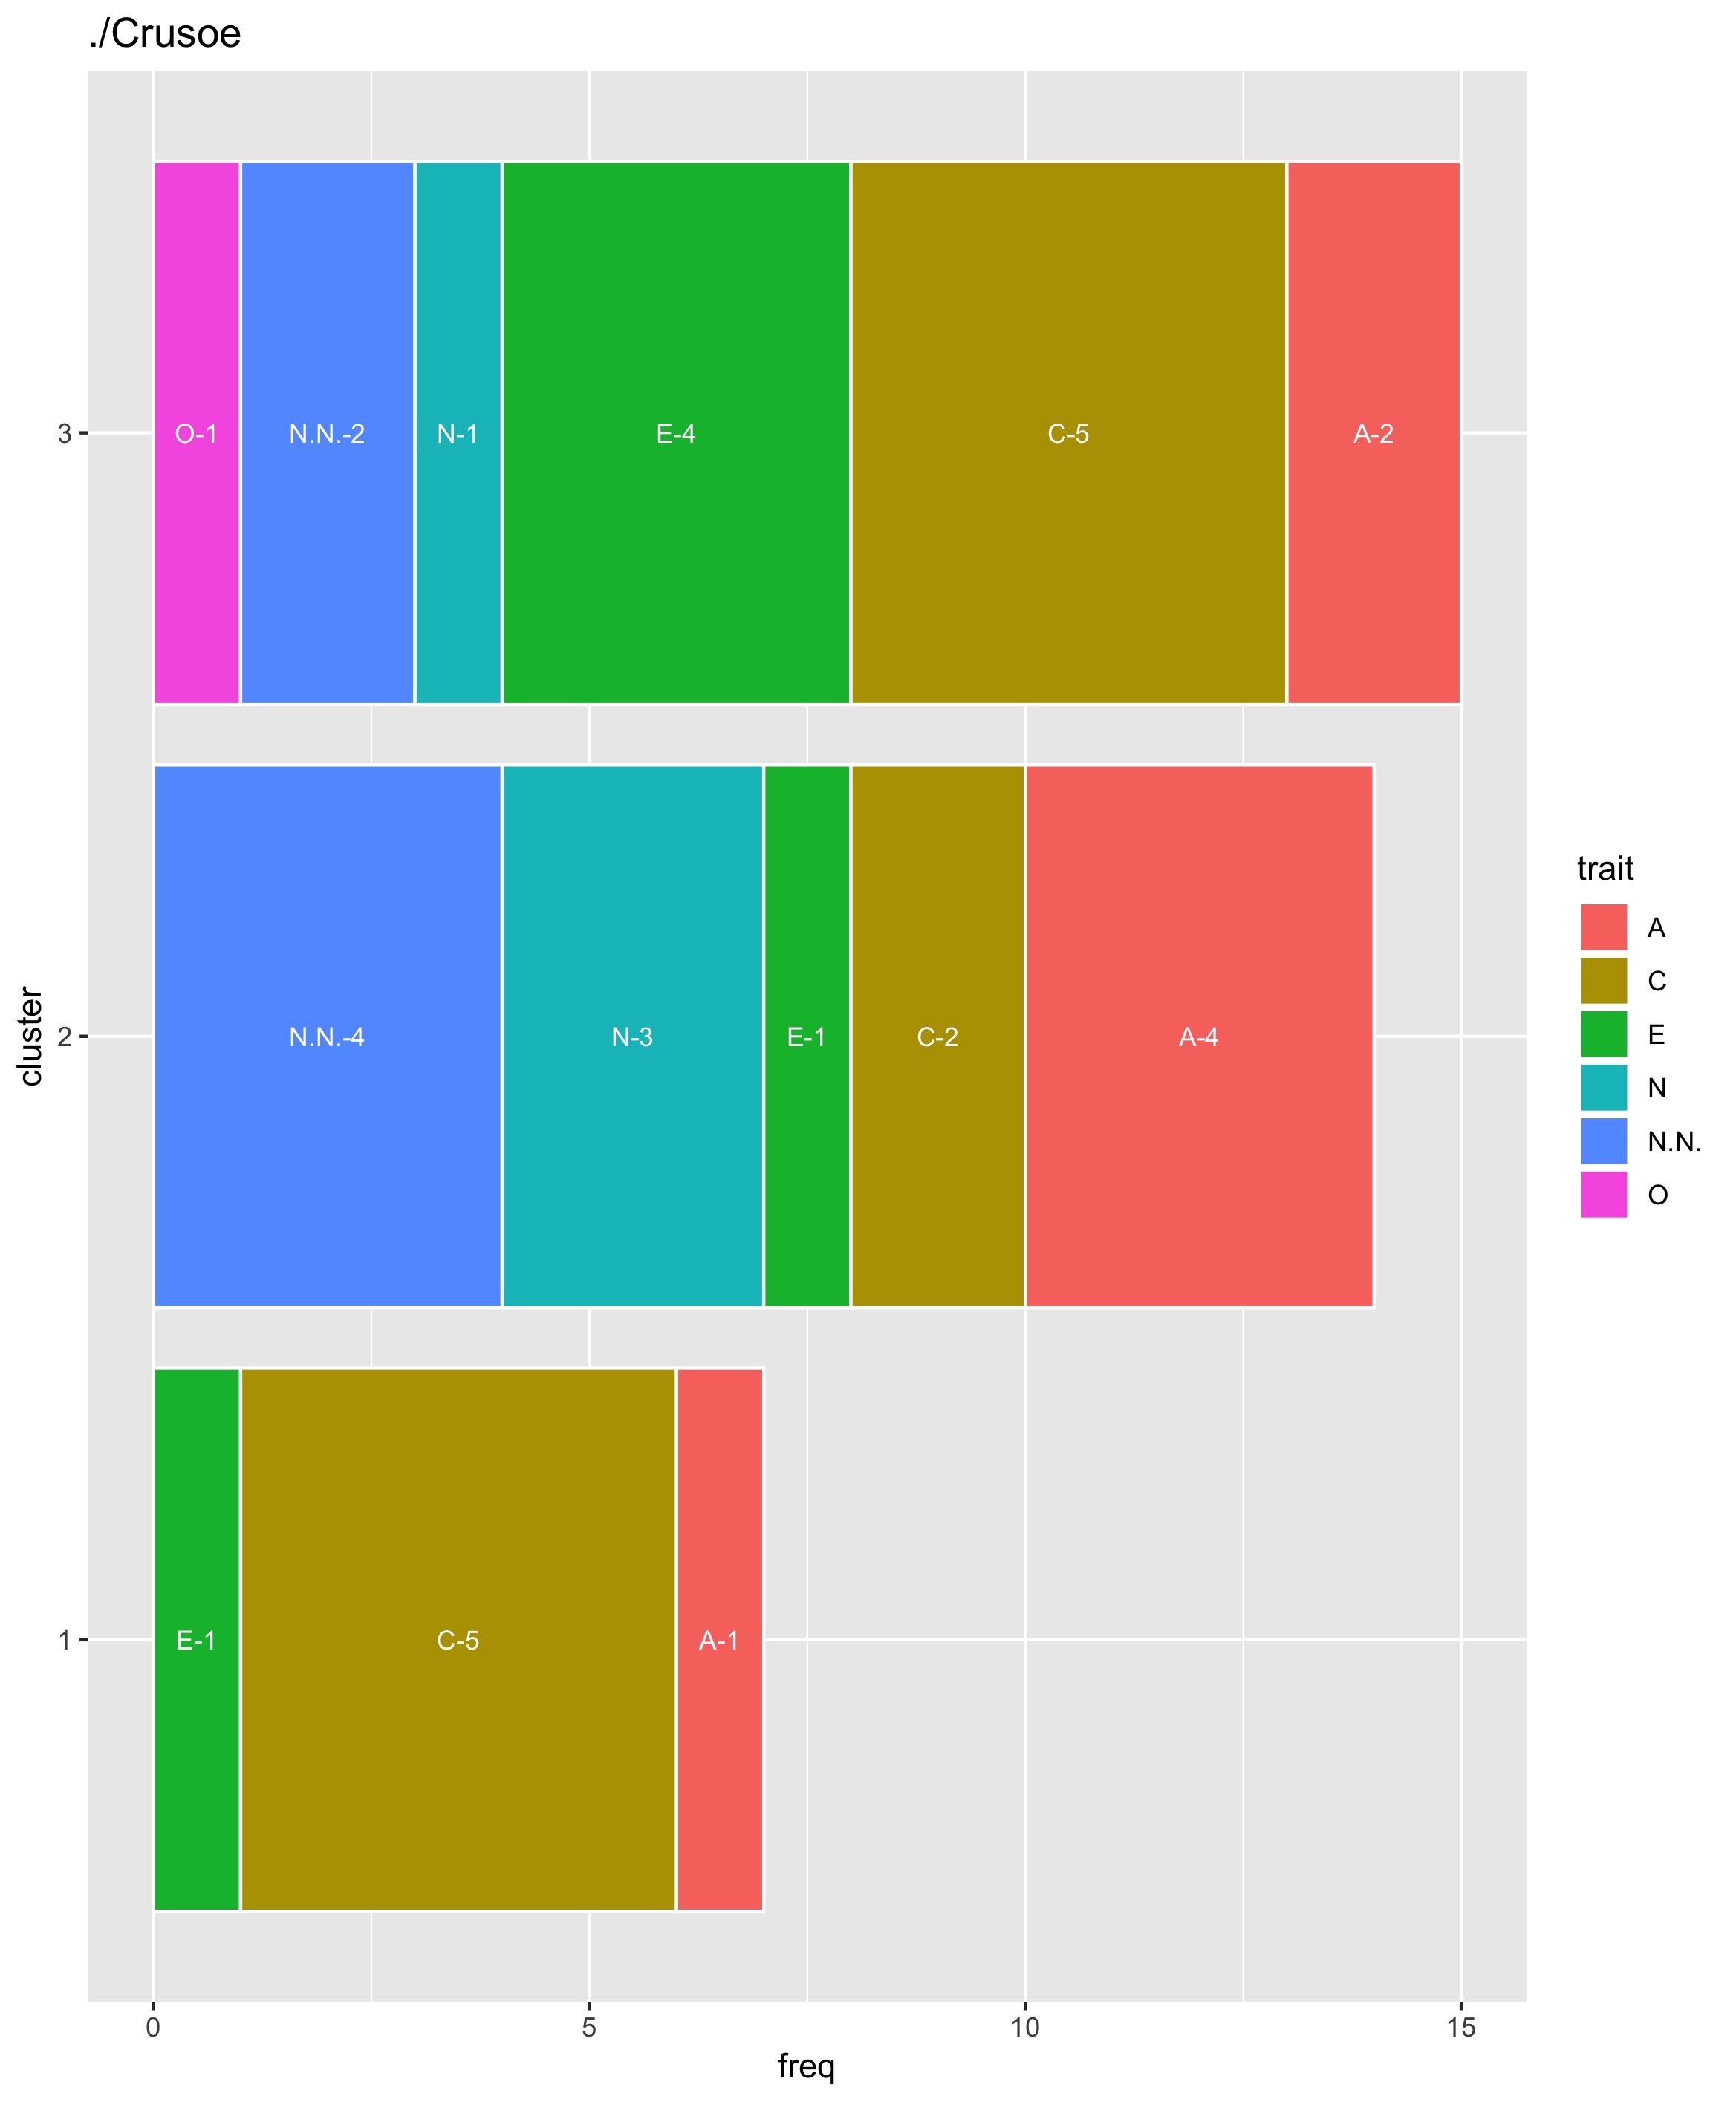 ./Crusoe
3
O-1 N.N.-2 N-1 E-4 C-5 A-2
2
N.N.-4 N-3 E-1 C-2 A-4
1
E-1 C-5 A-1
cluster
0 5 10 15
freq
trait
A
C
E
N
N.N.
O